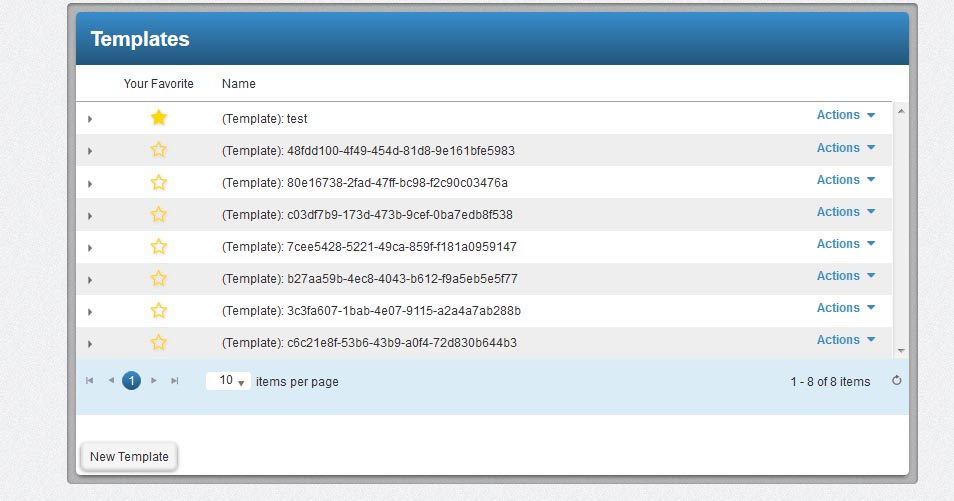 Templates
Your Favorite Name
(Template): test Actions
(Template): 48fdd100-4f49-454d-81d8-9e161bfe5983 Actions
(Template): 80e16738-2fad-47ff-bc98-f2c90c03476a Actions
(Template): c03df7b9-173d-473b-9cef-0ba7edb8f538 Actions
(Template): 7cee5428-5221-49ca-859f-f181a0959147 Actions
(Template): b27aa59b-4ec8-4043-b612-f9a5eb5e5f77 Actions
(Template): 3c3fa607-1bab-4e07-9115-a2a4a7ab288b Actions
(Template): c6c21e8f-53b6-43b9-a0f4-72d830b644b3 Actions
1 10 items per page 1 - 8 of 8 items
New Template